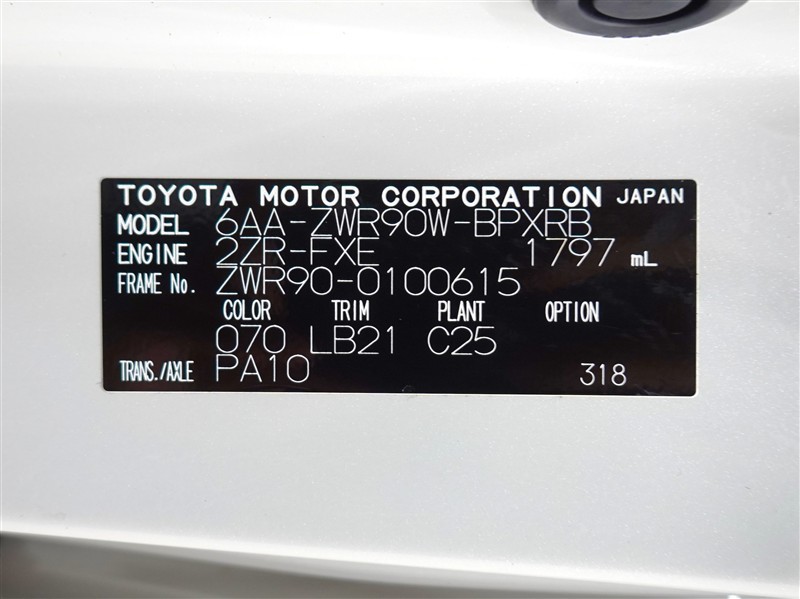 TOYOTA MOTOR CORPORATION JAPAN
MODEL 6AA-ZWR90W-BPXRB
ENGINE 2ZR-FXE 1797 mL
FRAME No. ZWR90-0100615
COLOR TRIM PLANT OPTION
070 LB21 C25
TRANS./AXLE PA10 318